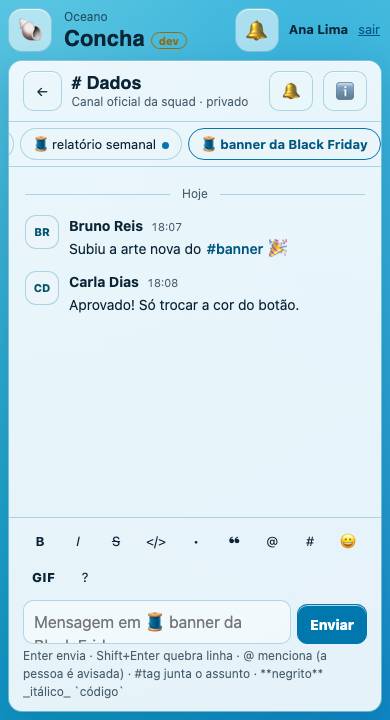 Oceano
Concha dev
Ana Lima sair
# Dados
Canal oficial da squad · privado
relatório semanal
banner da Black Friday
Hoje
BR
Bruno Reis 18:07
Subiu a arte nova do #banner 🎉
CD
Carla Dias 18:08
Aprovado! Só trocar a cor do botão.
B I S </> • ❝ @ # 😀
GIF ?
Mensagem em 🧵 banner da
Black Friday
Enviar
Enter envia · Shift+Enter quebra linha · @ menciona (a
pessoa é avisada) · #tag junta o assunto · **negrito**
_itálico_ `código`